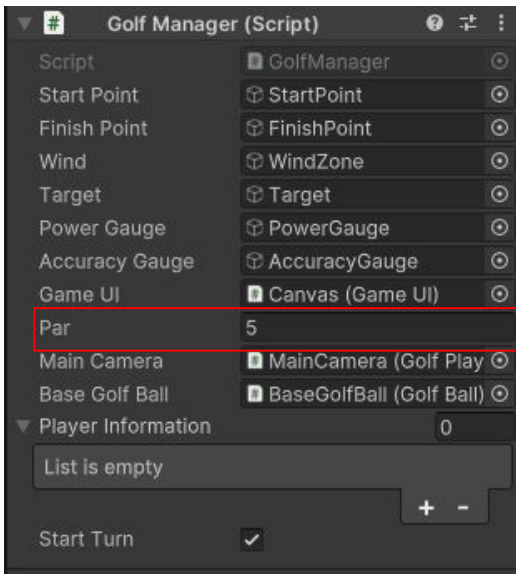 # Golf Manager (Script)
Script GolfManager
Start Point StartPoint
Finish Point FinishPoint
Wind WindZone
Target Target
Power Gauge PowerGauge
Accuracy Gauge AccuracyGauge
Game UI Canvas (Game UI)
Par 5
Main Camera MainCamera (Golf Play
Base Golf Ball BaseGolfBall (Golf Ball)
Player Information 0
List is empty
+ -
Start Turn